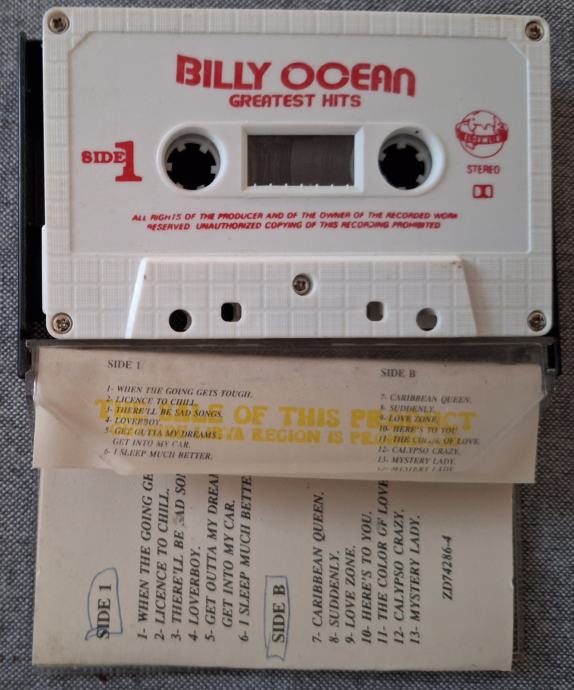 BILLY OCEAN
GREATEST HITS
SIDE 1
STEREO
ALL RIGHTS OF THE PRODUCER AND OF THE OWNER OF THE RECORDED WORK
RESERVED UNAUTHORIZED COPYING OF THIS RECORDING PROHIBITED
SIDE 1
1- WHEN THE GOING GETS TOUGH.
2- LICENCE TO CHILL.
3- THERE'LL BE SAD SONGS.
4- LOVERBOY.
5- GET OUTTA MY DREAMS
GET INTO MY CAR.
6- I SLEEP MUCH BETTER.
SIDE B
7- CARIBBEAN QUEEN.
8- SUDDENLY.
9- LOVE ZONE.
10- HERE'S TO YOU.
11- THE COLOR OF LOVE
12- CALYPSO CRAZY.
13- MYSTERY LADY.
OF THIS
REGION IS
SIDE 1
1- WHEN THE GOING GE
2- LICENCE TO CHILL.
3- THERE'LL BE SAD SON
4- LOVERBOY.
5- GET OUTTA MY DREAM
GET INTO MY CAR.
6- I SLEEP MUCH BETTE
SIDE B
7- CARIBBEAN QUEEN.
8- SUDDENLY.
9- LOVE ZONE.
10- HERE'S TO YOU.
11- THE COLOR OF LOVE
12- CALYPSO CRAZY.
13- MYSTERY LADY.
ZD74286-4